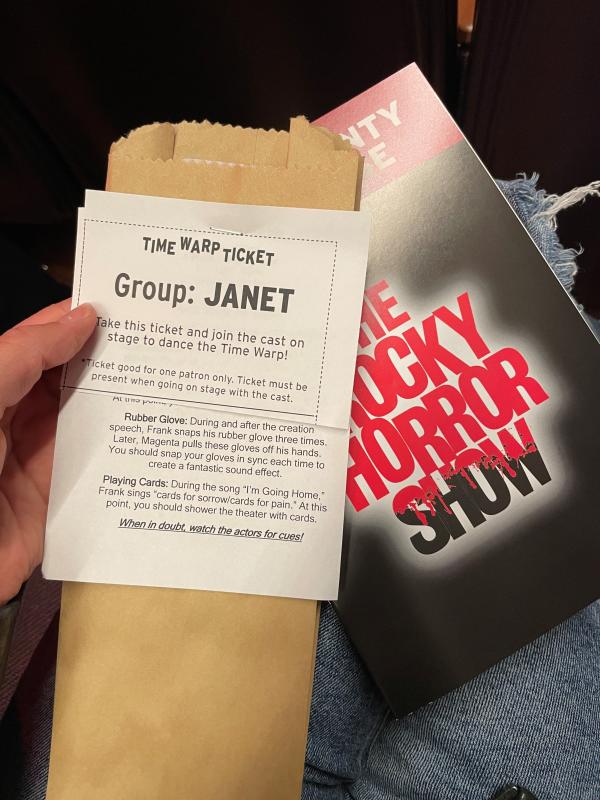 TIME WARP TICKET
Group: JANET
Take this ticket and join the cast on
stage to dance the Time Warp!
*Ticket good for one patron only. Ticket must be
present when going on stage with the cast.
At this point,
Rubber Glove: During and after the creation
speech, Frank snaps his rubber glove three times.
Later, Magenta pulls these gloves off his hands.
You should snap your gloves in sync each time to
create a fantastic sound effect.
Playing Cards: During the song "I'm Going Home,"
Frank sings "cards for sorrow/cards for pain." At this
point, you should shower the theater with cards.
When in doubt, watch the actors for cues!
NTY
E
HE
ROCKY
HORROR
SHOW